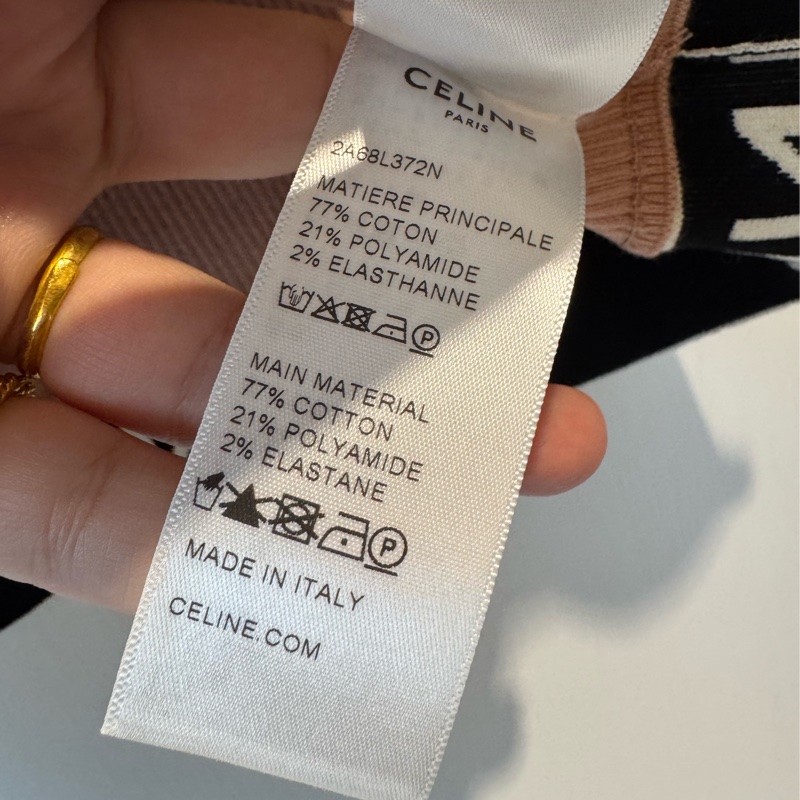 CELINE
PARIS
2A68L372N
MATIERE PRINCIPALE
77% COTON
21% POLYAMIDE
2% ELASTHANNE
P
MAIN MATERIAL
77% COTTON
21% POLYAMIDE
2% ELASTANE
P
MADE IN ITALY
CELINE.COM